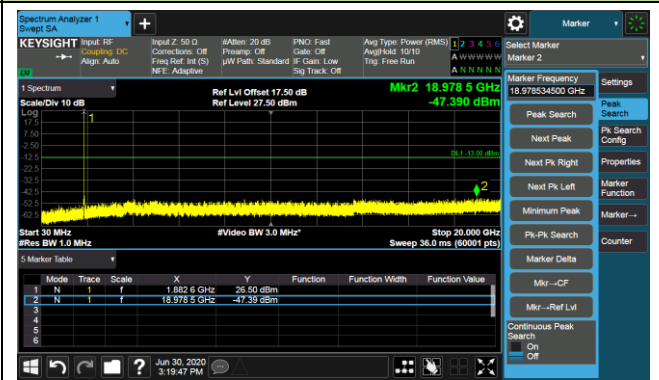 Spectrum Analyzer 1
Swept SA
+
Marker
KEYSIGHT
Input: RF
Coupling: DC
Align: Auto
Input Z: 50 Ω
Corrections: Off
Freq Ref: Int (S)
NFE: Adaptive
#Atten: 20 dB
Preamp: Off
µW Path: Standard
PNO: Fast
Gate: Off
IF Gain: Low
Sig Track: Off
Avg Type: Power (RMS)
Avg|Hold: 10/10
Trig: Free Run
1 2 3 4 5 6
A W W W W W
A N N N N N
LXI
Select Marker
Marker 2
1 Spectrum
Scale/Div 10 dB
Ref Lvl Offset 17.50 dB
Ref Level 27.50 dBm
Mkr2 18.978 5 GHz
-47.390 dBm
Log
17.5
7.50
-2.50
-12.5
-22.5
-32.5
-42.5
-52.5
-62.5
1
DL1 -13.00 dBm
2
Start 30 MHz
#Res BW 1.0 MHz
#Video BW 3.0 MHz*
Stop 20.000 GHz
Sweep 36.0 ms (60001 pts)
5 Marker Table
Mode Trace Scale X Y Function Function Width Function Value
1 N 1 f 1.882 6 GHz 26.50 dBm
2 N 1 f 18.978 5 GHz -47.39 dBm
3
4
5
6
Marker Frequency
18.978534500 GHz
Peak Search
Next Peak
Next Pk Right
Next Pk Left
Minimum Peak
Pk-Pk Search
Marker Delta
Mkr→CF
Mkr→Ref Lvl
Continuous Peak
Search
On
Off
Settings
Peak
Search
Pk Search
Config
Properties
Marker
Function
Marker→
Counter
?
Jun 30, 2020
3:19:47 PM